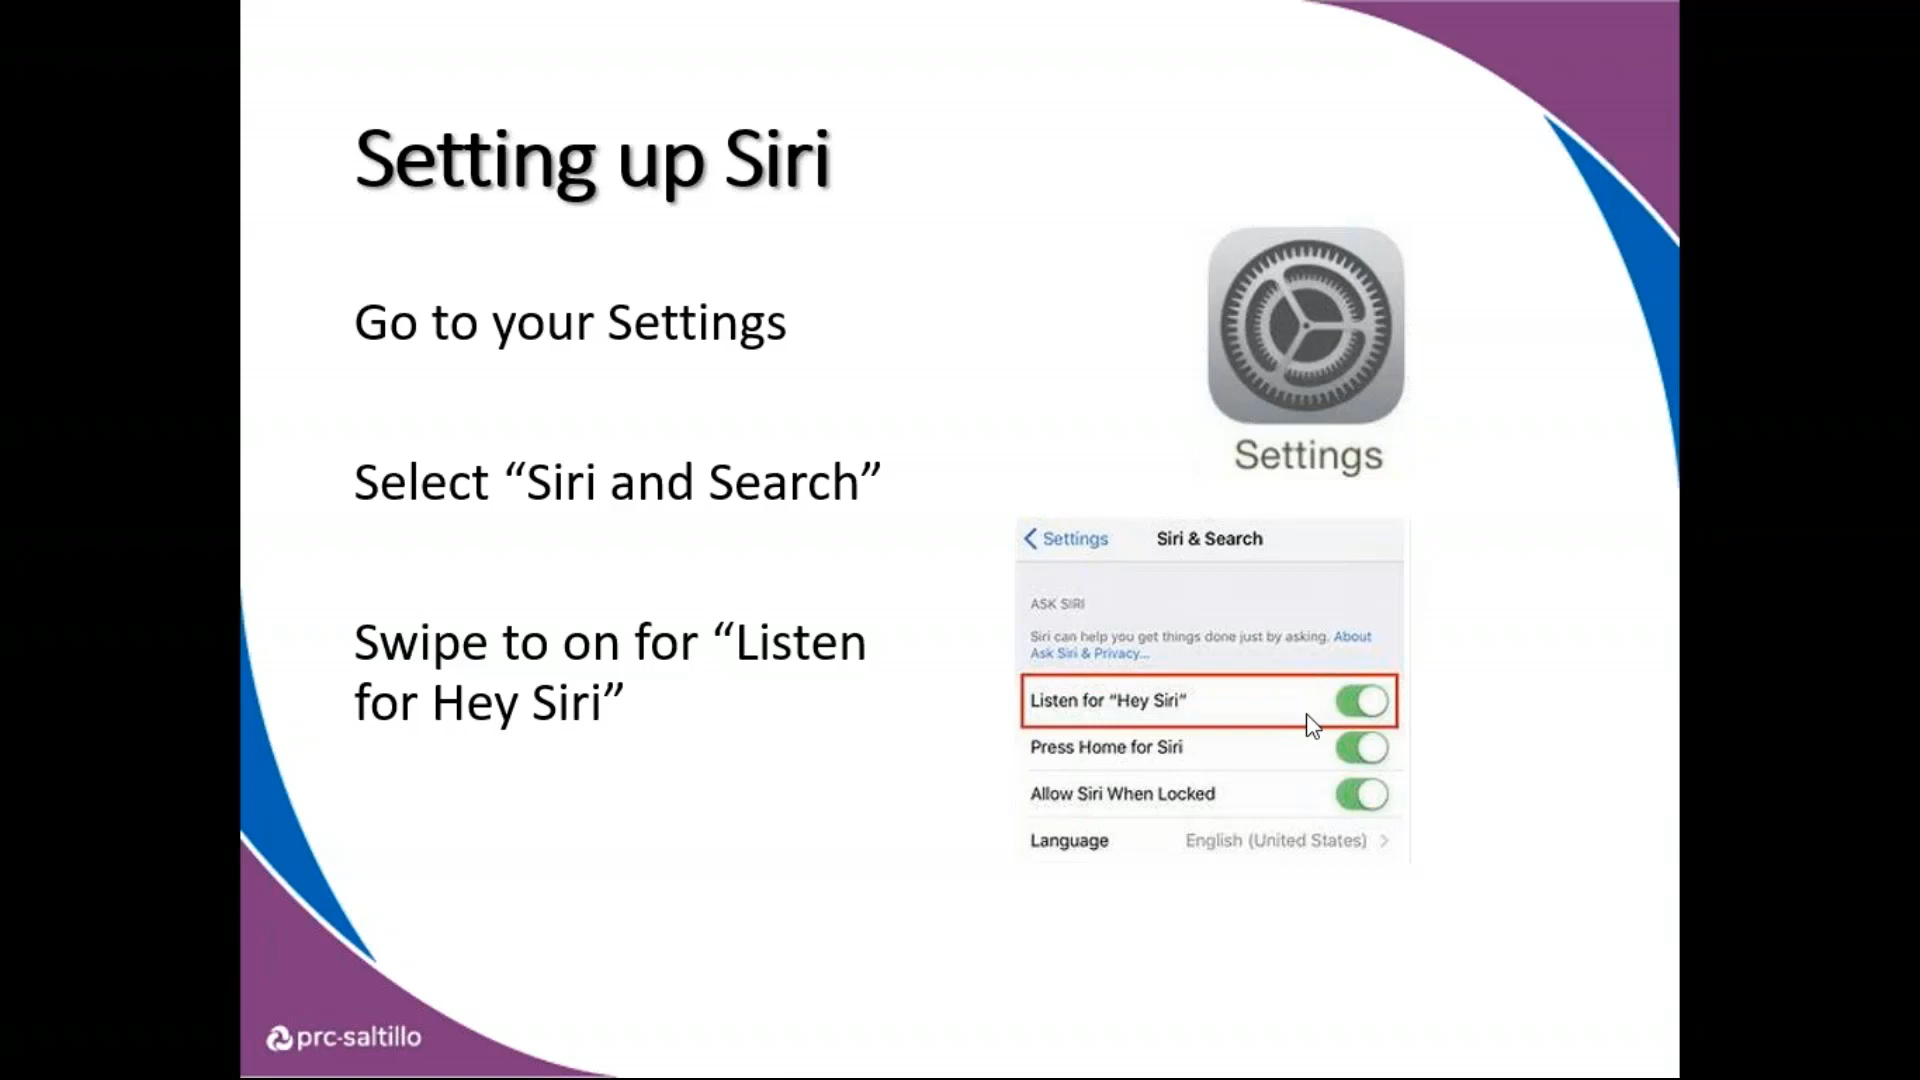 Setting up Siri
Go to your Settings
Select “Siri and Search”
Swipe to on for “Listen
for Hey Siri”
Settings
Settings
Siri & Search
ASK SIRI
Siri can help you get things done just by asking. About
Ask Siri & Privacy...
Listen for “Hey Siri”
Press Home for Siri
Allow Siri When Locked
Language English (United States)
prc-saltillo